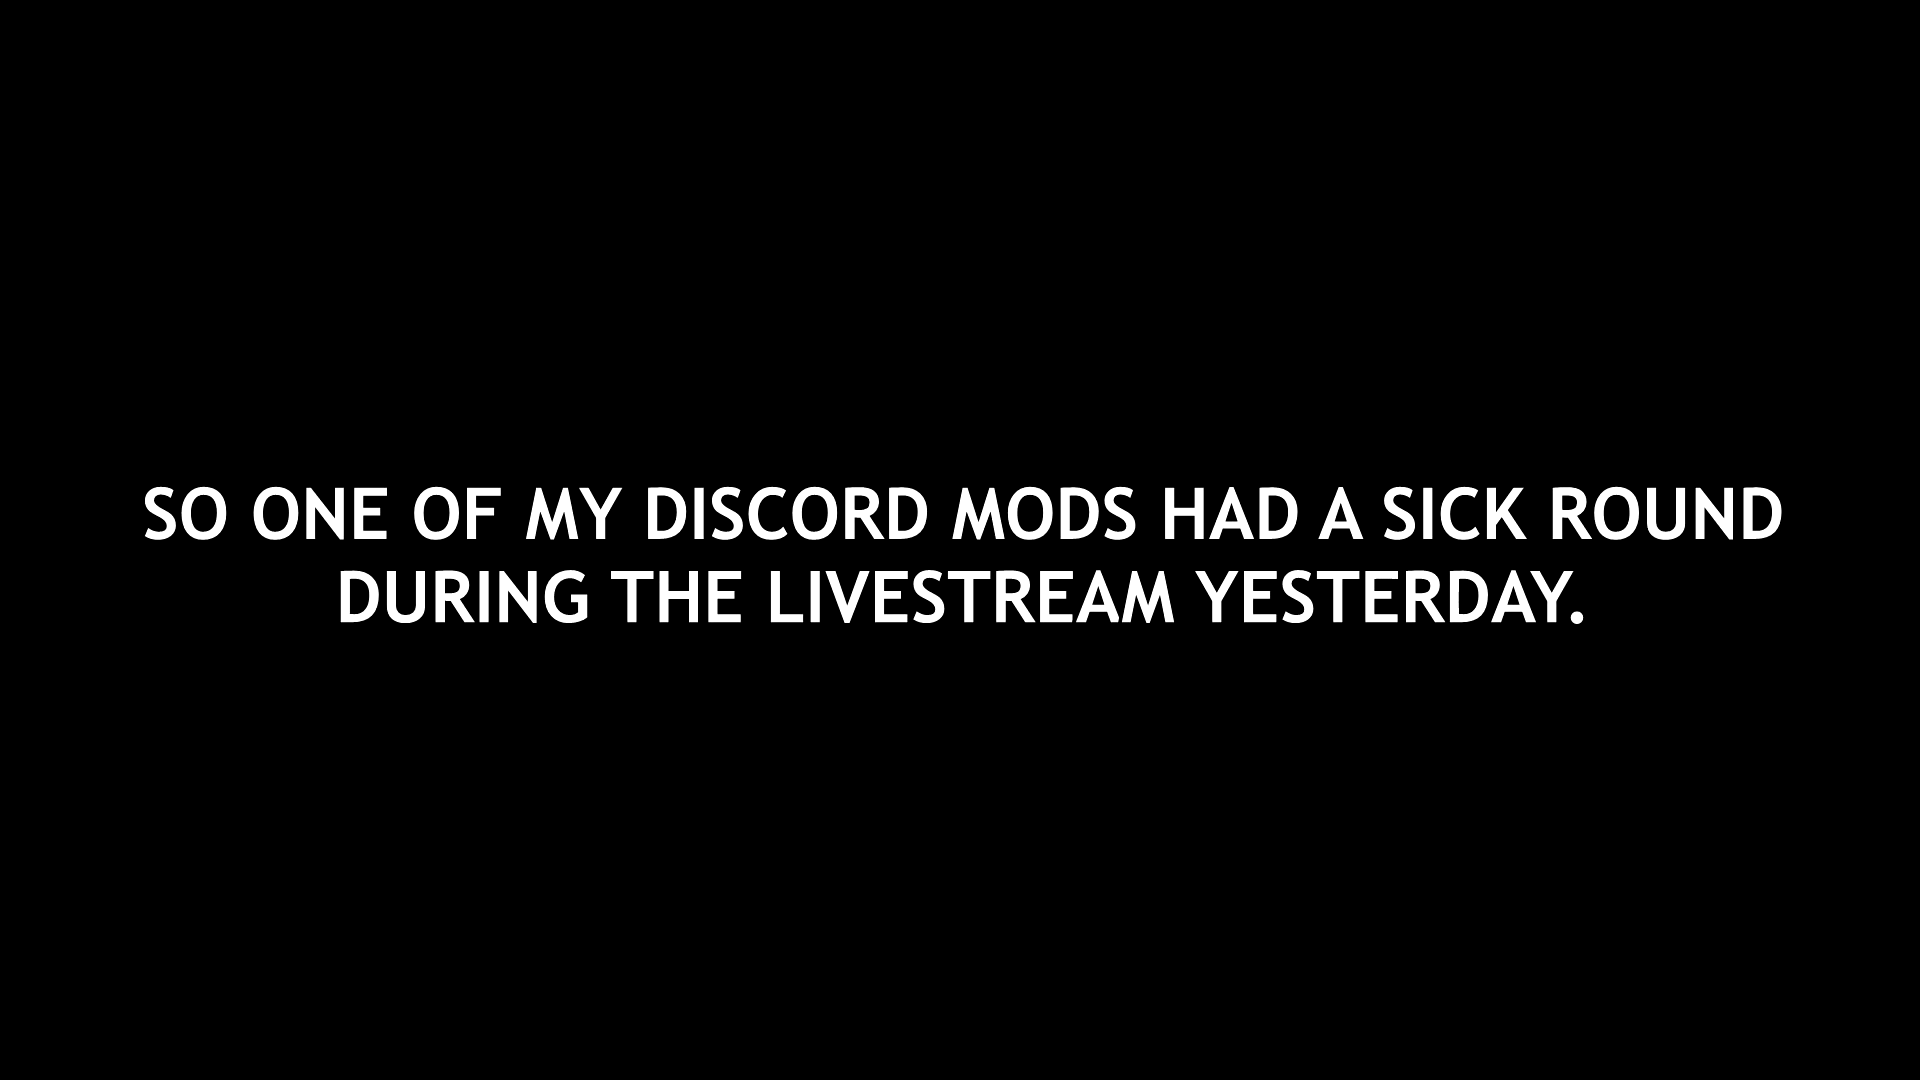 SO ONE OF MY DISCORD MODS HAD A SICK ROUND
DURING THE LIVESTREAM YESTERDAY.